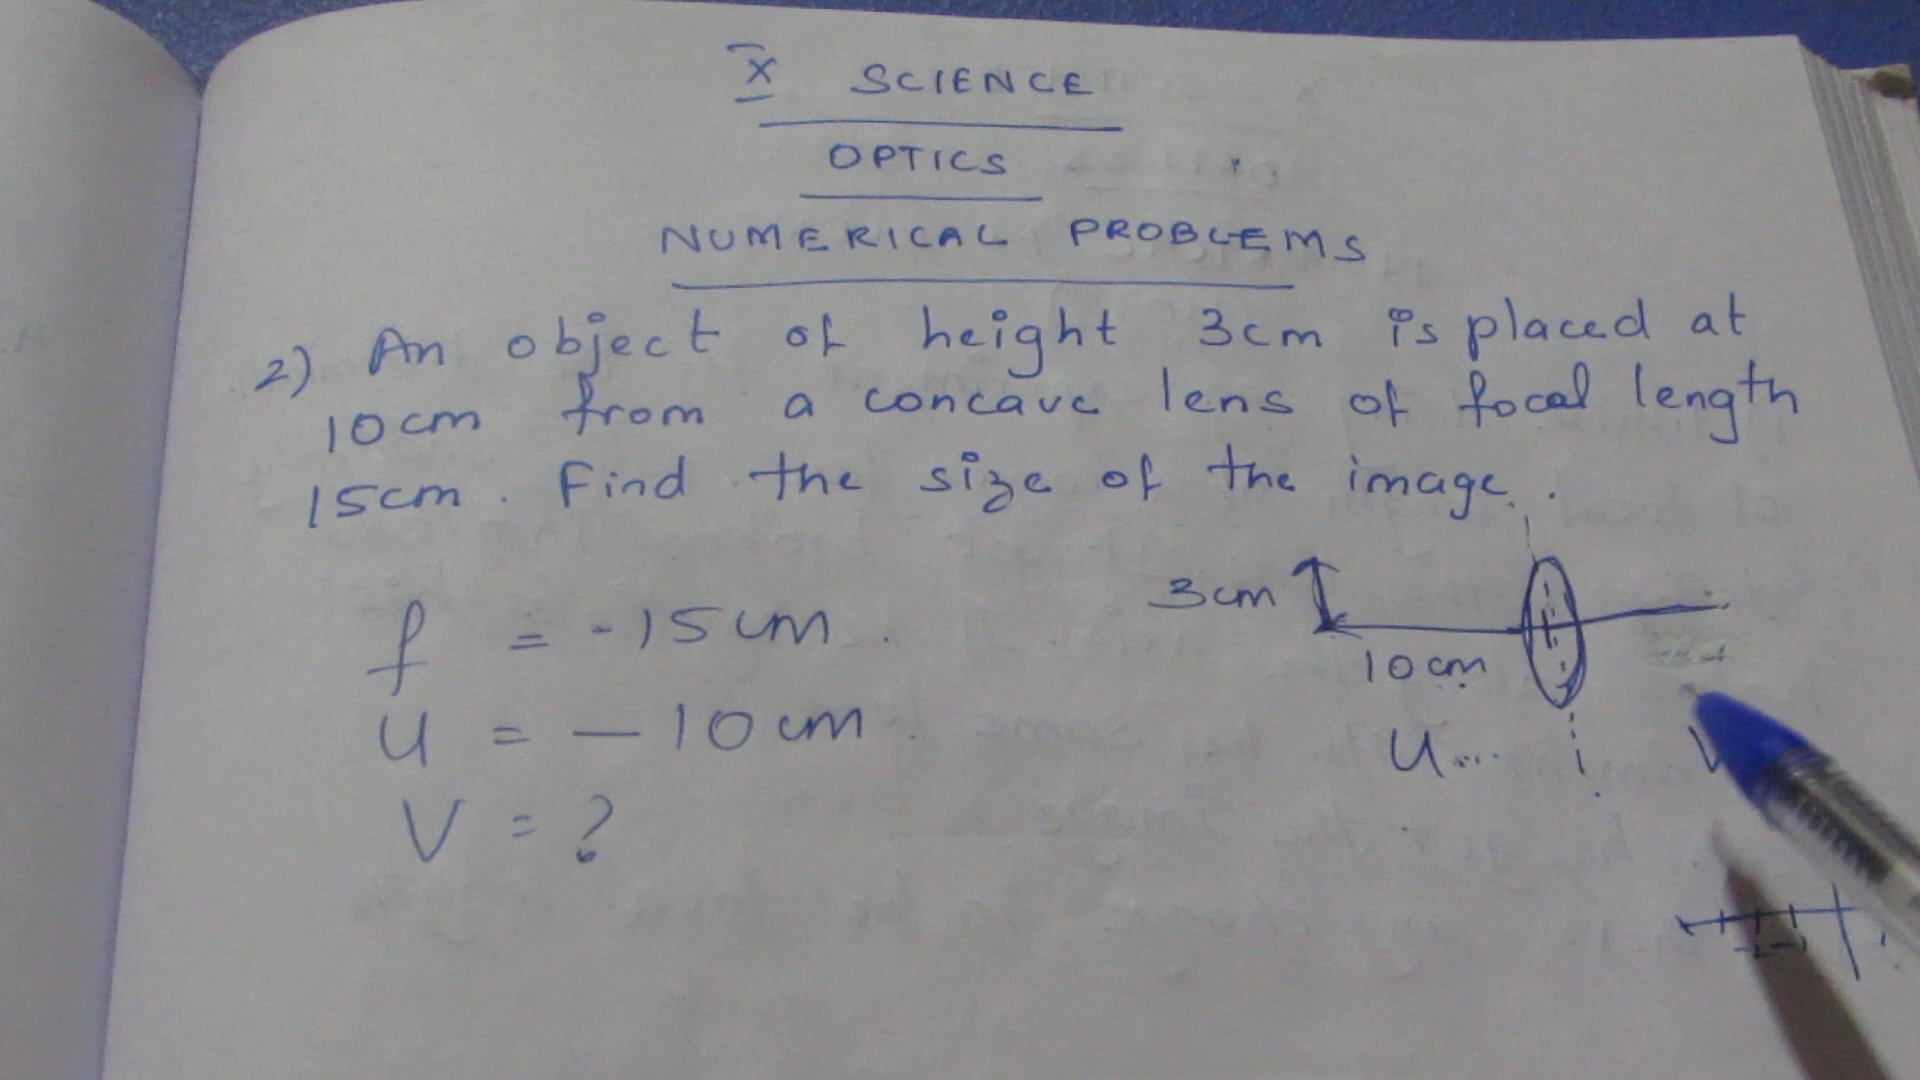 X SCIENCE
OPTICS
NUMERICAL PROBLEMS
2) An object of height 3cm is placed at
10cm from a concave lens of focal length
15cm. Find the size of the image.
3cm
f = -15cm.
10cm
u = -10cm.
u...
V
V = ?